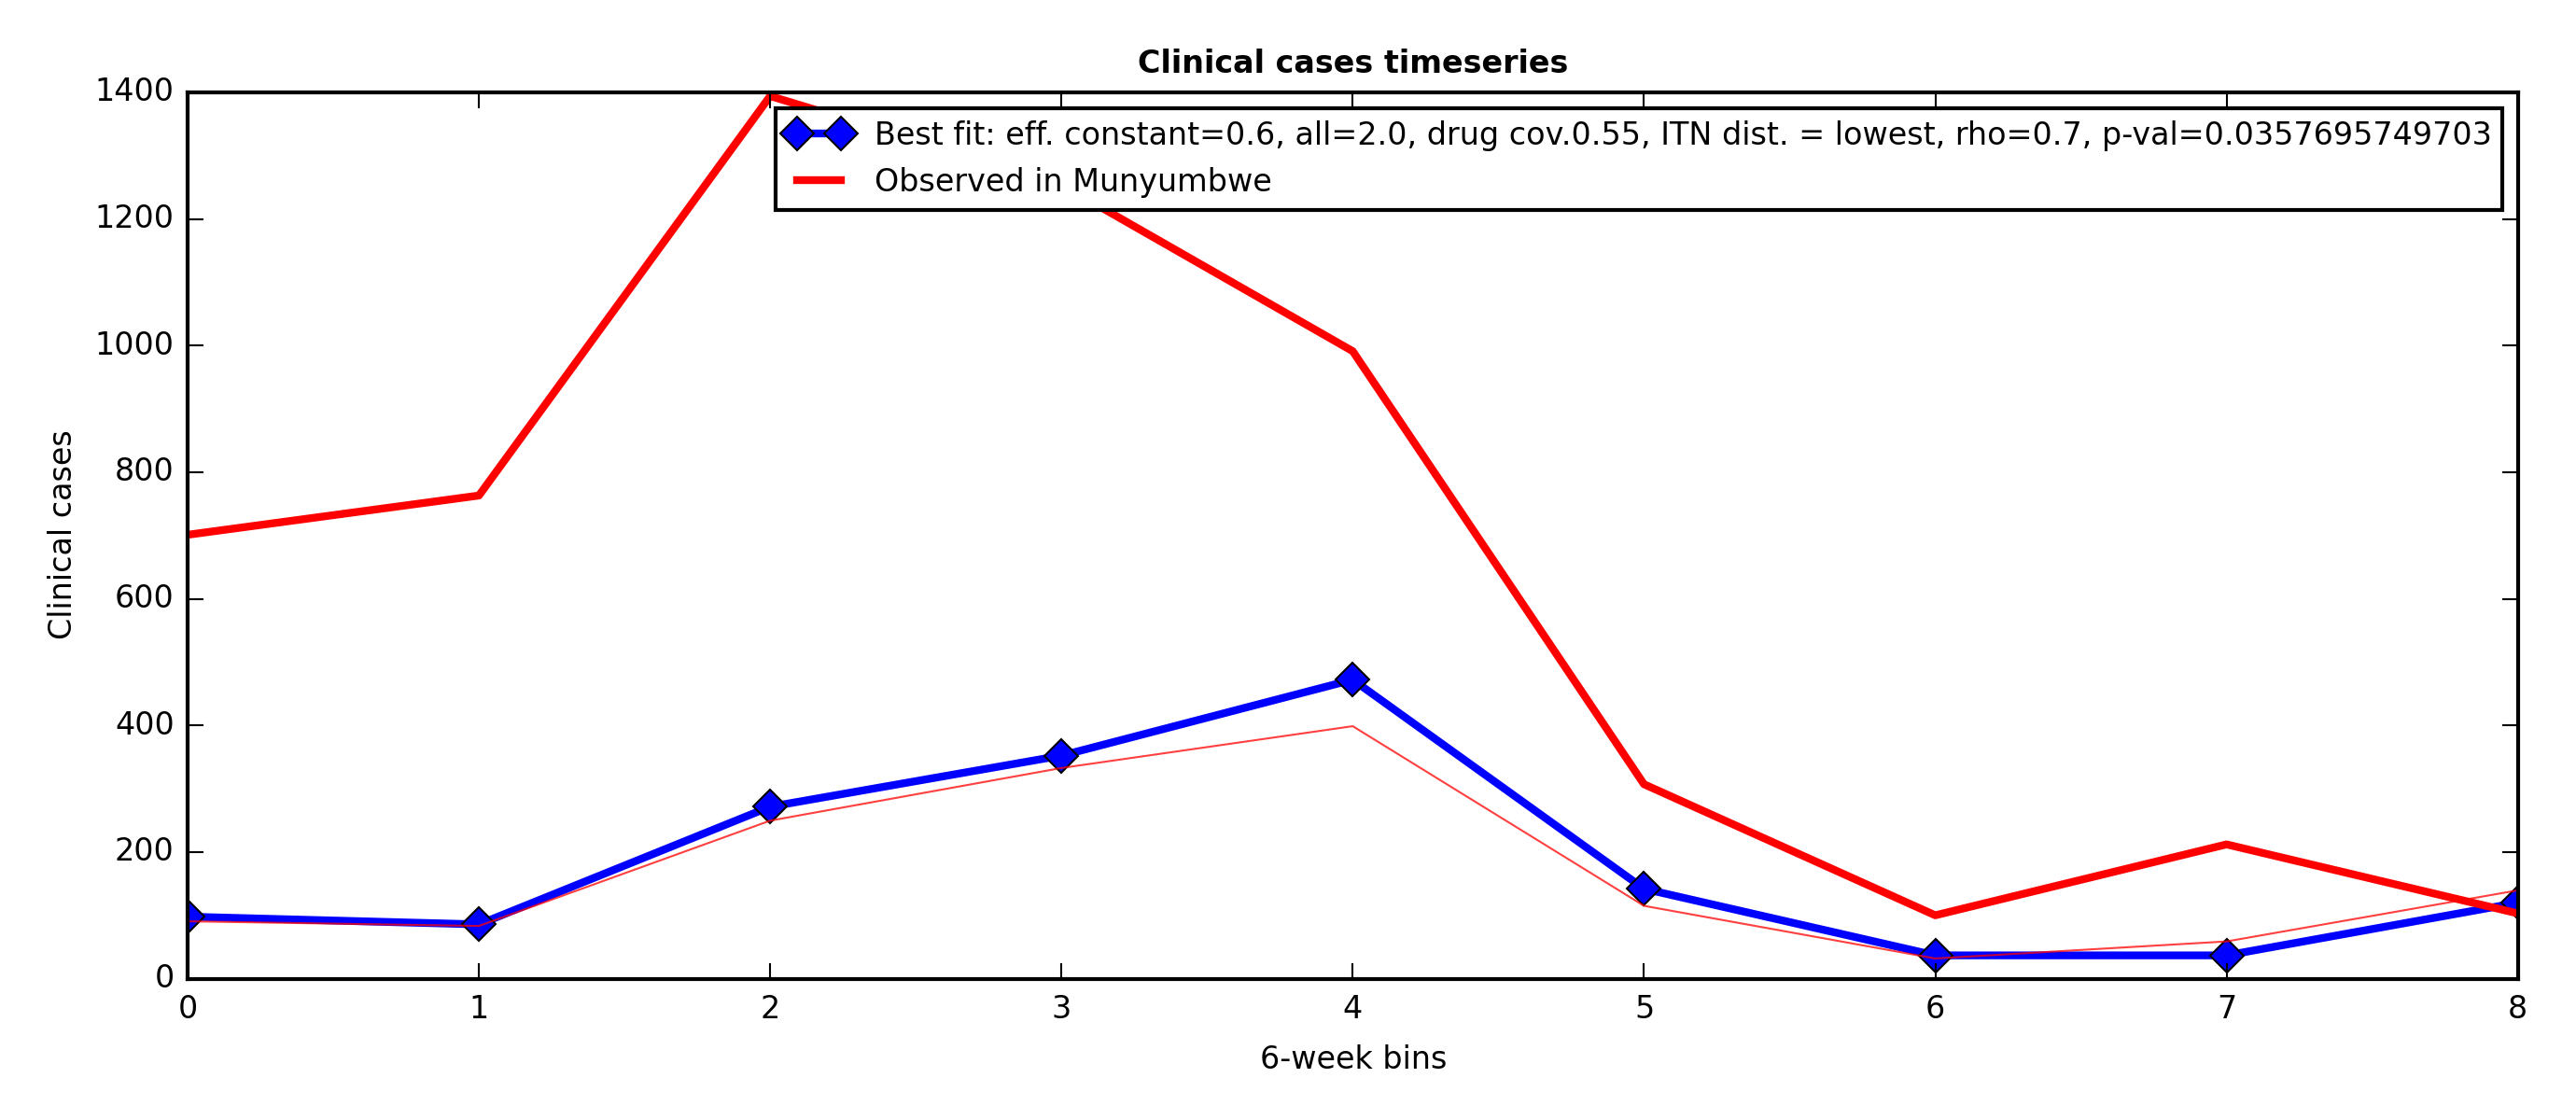 Clinical cases timeseries
1400
1200
1000
800
600
400
200
0
Clinical cases
Best fit: eff. constant=0.6, all=2.0, drug cov.0.55, ITN dist. = lowest, rho=0.7, p-val=0.0357695749703
Observed in Munyumbwe
0 1 2 3 4 5 6 7 8
6-week bins